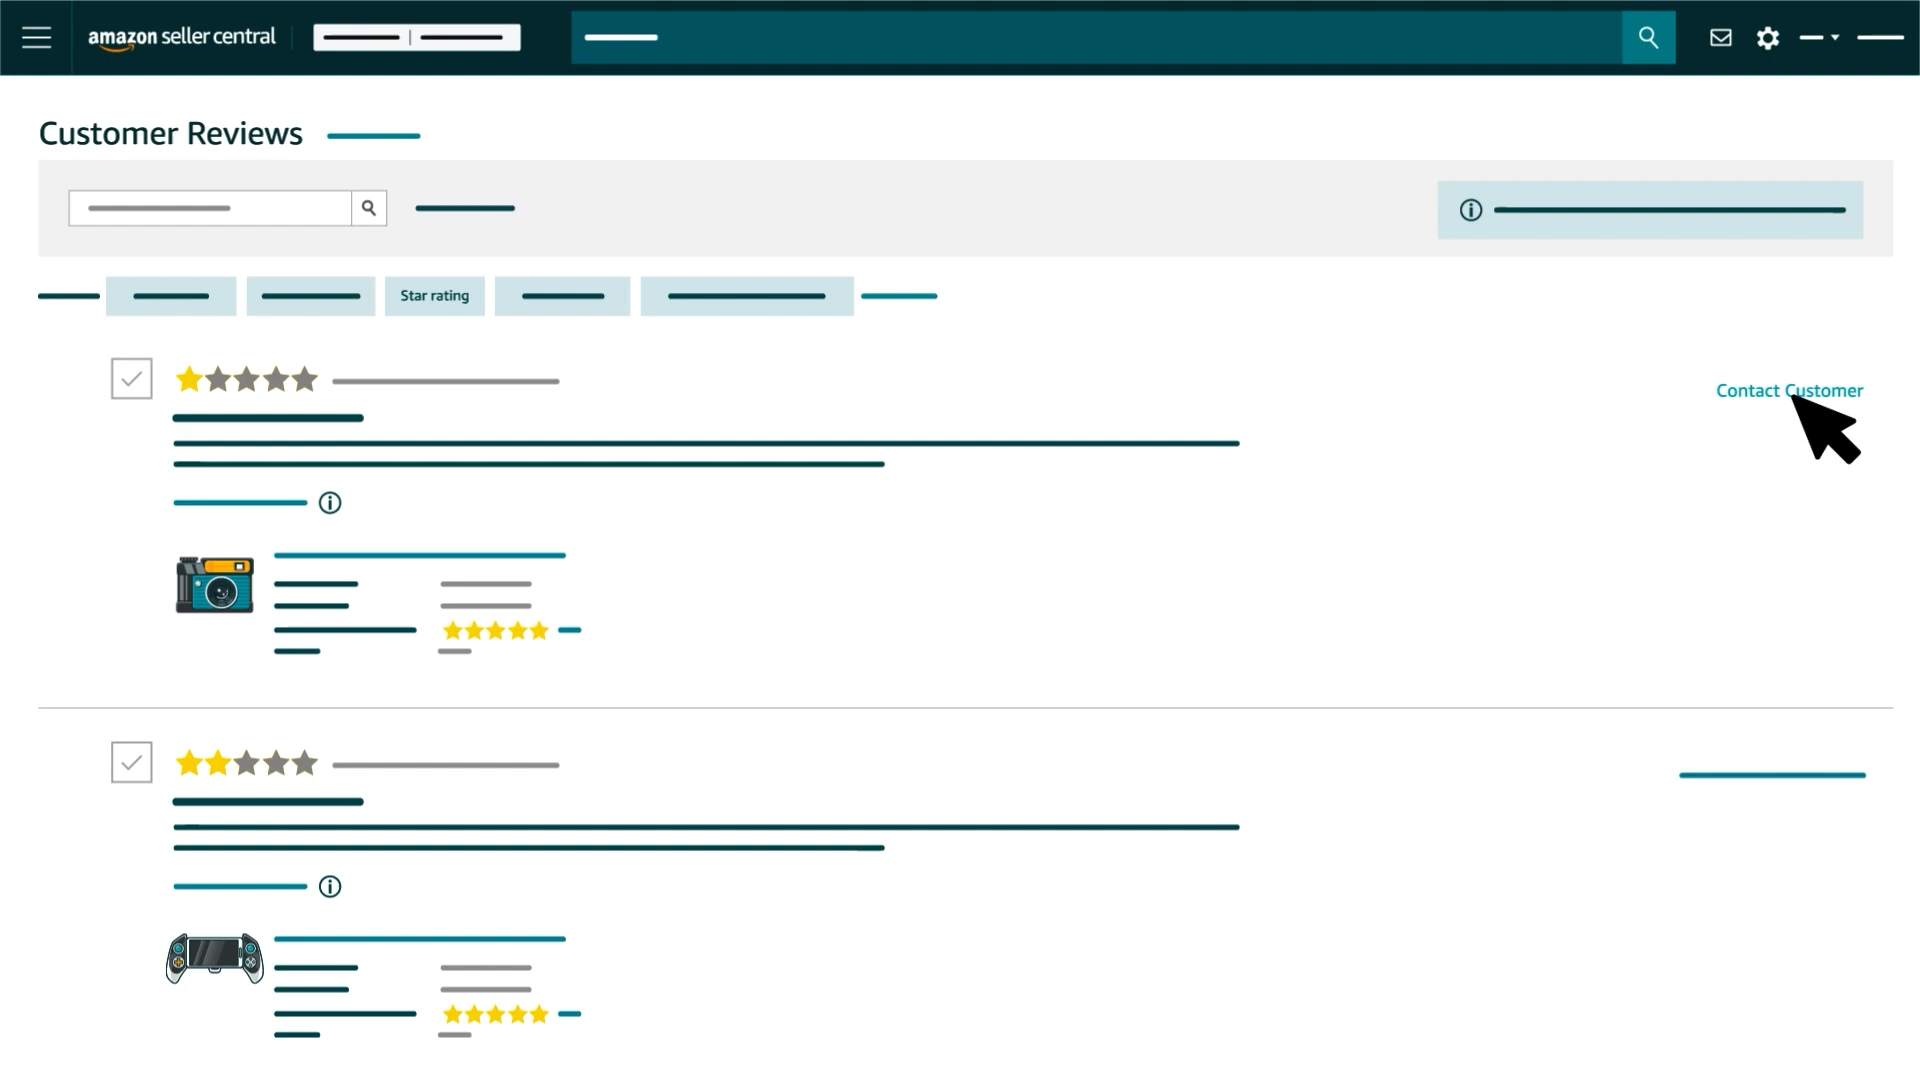 amazon seller central
Customer Reviews
Star rating
Contact Customer